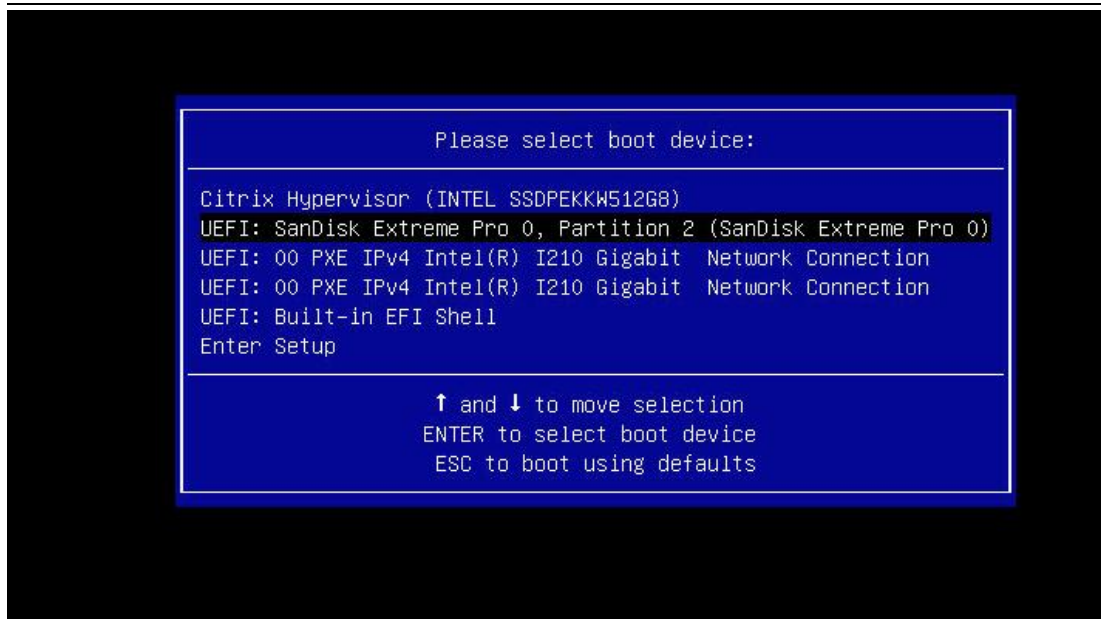 Please select boot device:
Citrix Hypervisor (INTEL SSDPEKKW512G8)
UEFI: SanDisk Extreme Pro 0, Partition 2 (SanDisk Extreme Pro 0)
UEFI: 00 PXE IPv4 Intel(R) I210 Gigabit  Network Connection
UEFI: 00 PXE IPv4 Intel(R) I210 Gigabit  Network Connection
UEFI: Built-in EFI Shell
Enter Setup
↑ and ↓ to move selection
ENTER to select boot device
ESC to boot using defaults